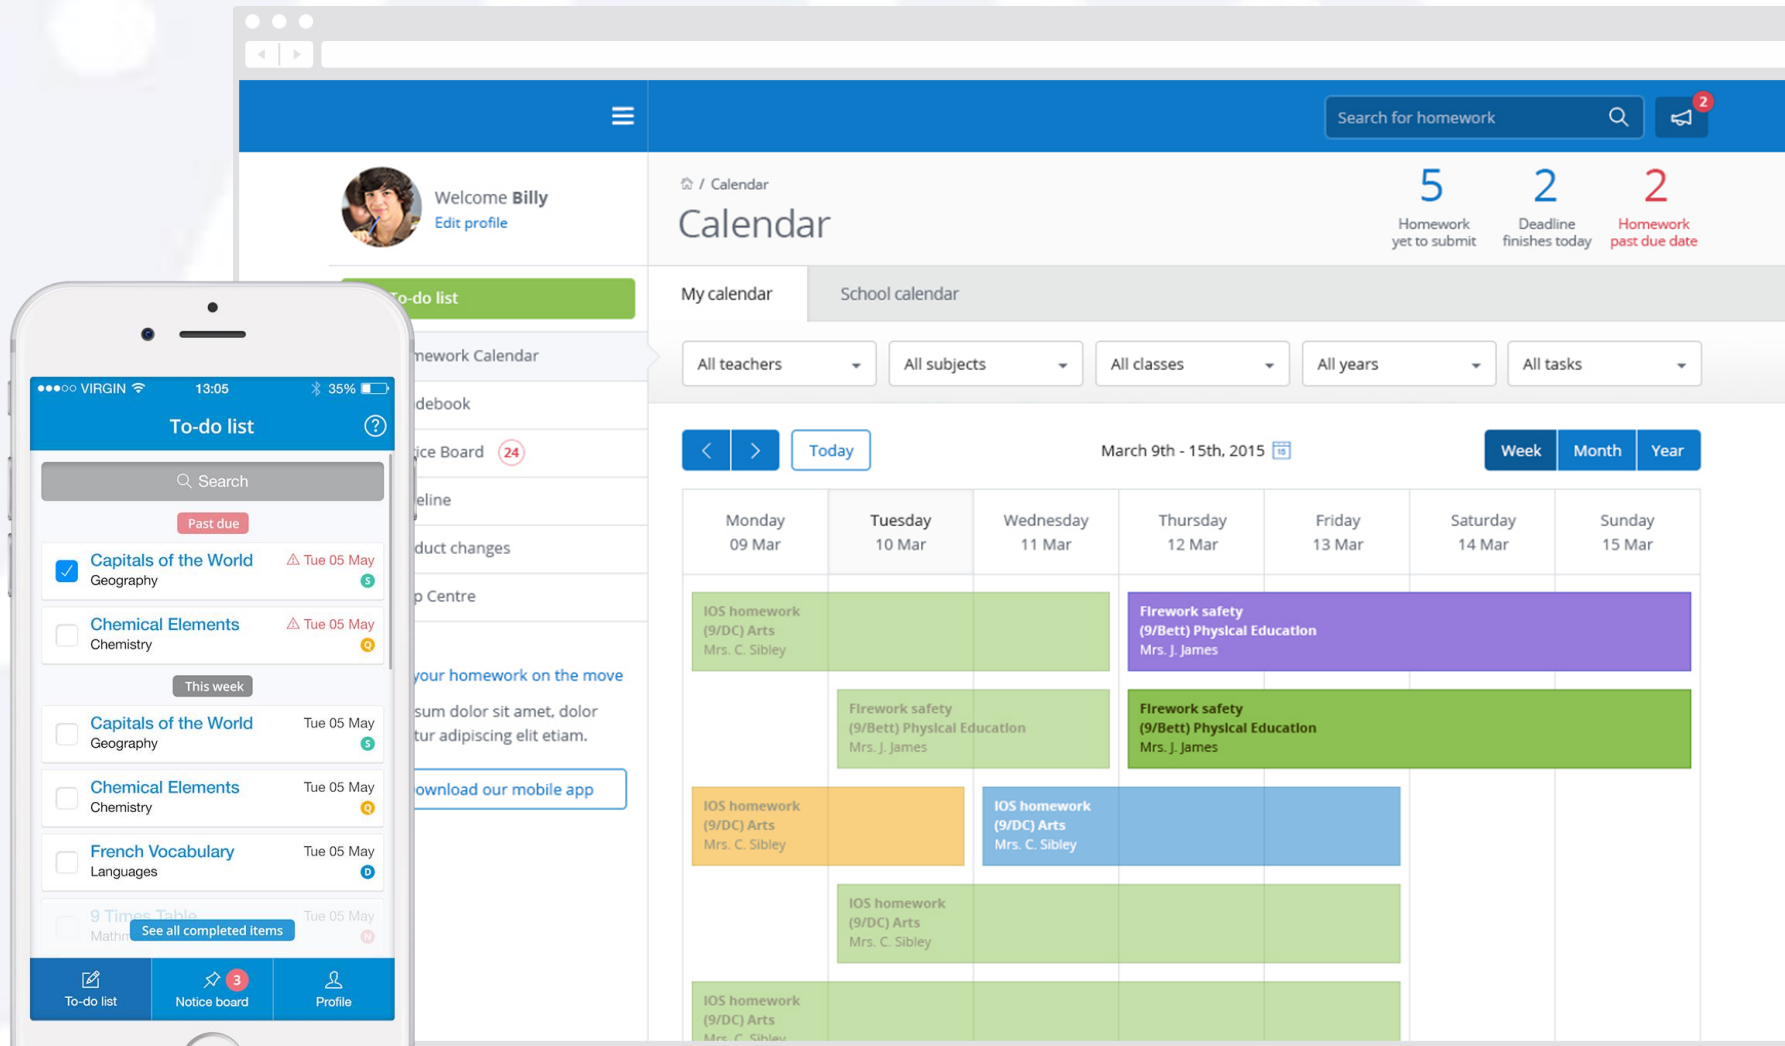 Search for homework
2
Welcome Billy
Edit profile
/ Calendar
Calendar
5
Homework
yet to submit
2
Deadline
finishes today
2
Homework
past due date
To-do list
Calendar
Board 24
changes
Centre
your homework on the move
dolor sit amet, dolor
adipiscing elit etiam.
our mobile app
My calendar
School calendar
All teachers
All subjects
All classes
All years
All tasks
Today
March 9th - 15th, 2015
Week
Month
Year
Monday
09 Mar
Tuesday
10 Mar
Wednesday
11 Mar
Thursday
12 Mar
Friday
13 Mar
Saturday
14 Mar
Sunday
15 Mar
IOS homework
(9/DC) Arts
Mrs. C. Sibley
Firework safety
(9/Bett) Physical Education
Mrs. J. James
Firework safety
(9/Bett) Physical Education
Mrs. J. James
Firework safety
(9/Bett) Physical Education
Mrs. J. James
IOS homework
(9/DC) Arts
Mrs. C. Sibley
IOS homework
(9/DC) Arts
Mrs. C. Sibley
IOS homework
(9/DC) Arts
Mrs. C. Sibley
IOS homework
(9/DC) Arts
Mrs. C. Sibley
VIRGIN
13:05
35%
To-do list
?
Search
Past due
Capitals of the World
Tue 05 May
Geography
S
Chemical Elements
Tue 05 May
Chemistry
Q
This week
Capitals of the World
Tue 05 May
Geography
S
Chemical Elements
Tue 05 May
Chemistry
Q
French Vocabulary
Tue 05 May
Languages
D
9 Times Table
Tue 05 May
N
See all completed items
To-do list
3
Notice board
Profile